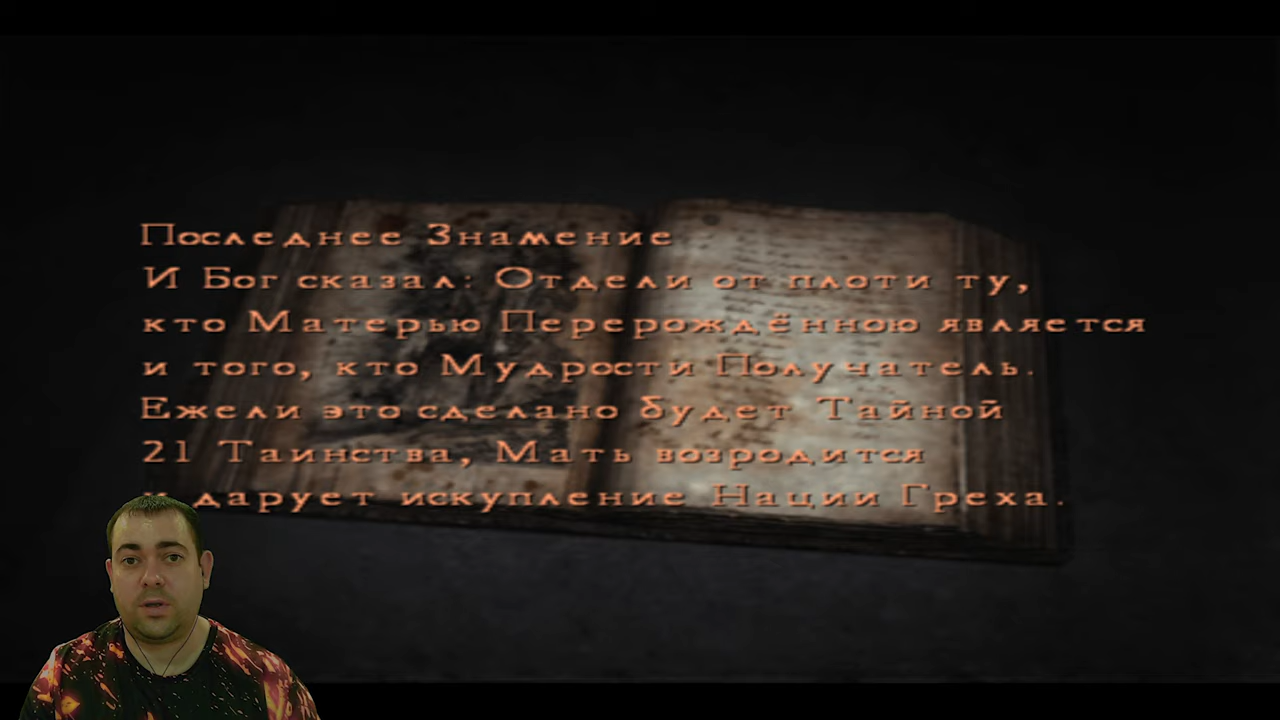 Последнее Знамение
И Бог сказал: Отдели от плоти ту,
кто Матерью Перерождённою является
и того, кто Мудрости Получатель.
Ежели это сделано будет Тайной
21 Таинства, Мать возродится
дарует искупление Нации Греха.